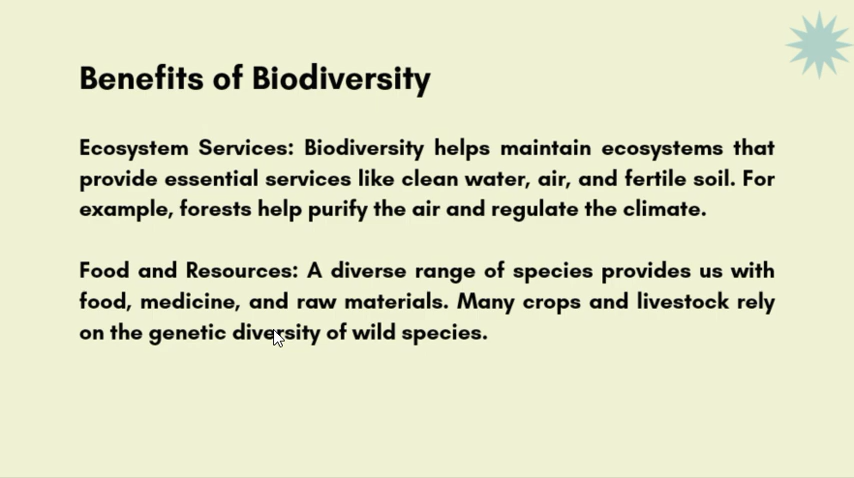 Benefits of Biodiversity
Ecosystem Services: Biodiversity helps maintain ecosystems that
provide essential services like clean water, air, and fertile soil. For
example, forests help purify the air and regulate the climate.
Food and Resources: A diverse range of species provides us with
food, medicine, and raw materials. Many crops and livestock rely
on the genetic diversity of wild species.